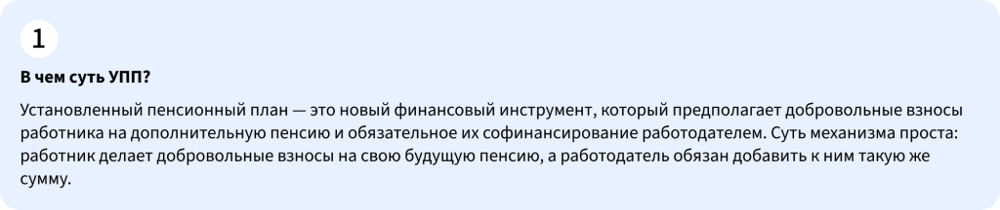 1
В чем суть УПП?
Установленный пенсионный план — это новый финансовый инструмент, который предполагает добровольные взносы
работника на дополнительную пенсию и обязательное их софинансирование работодателем. Суть механизма проста:
работник делает добровольные взносы на свою будущую пенсию, а работодатель обязан добавить к ним такую же
сумму.